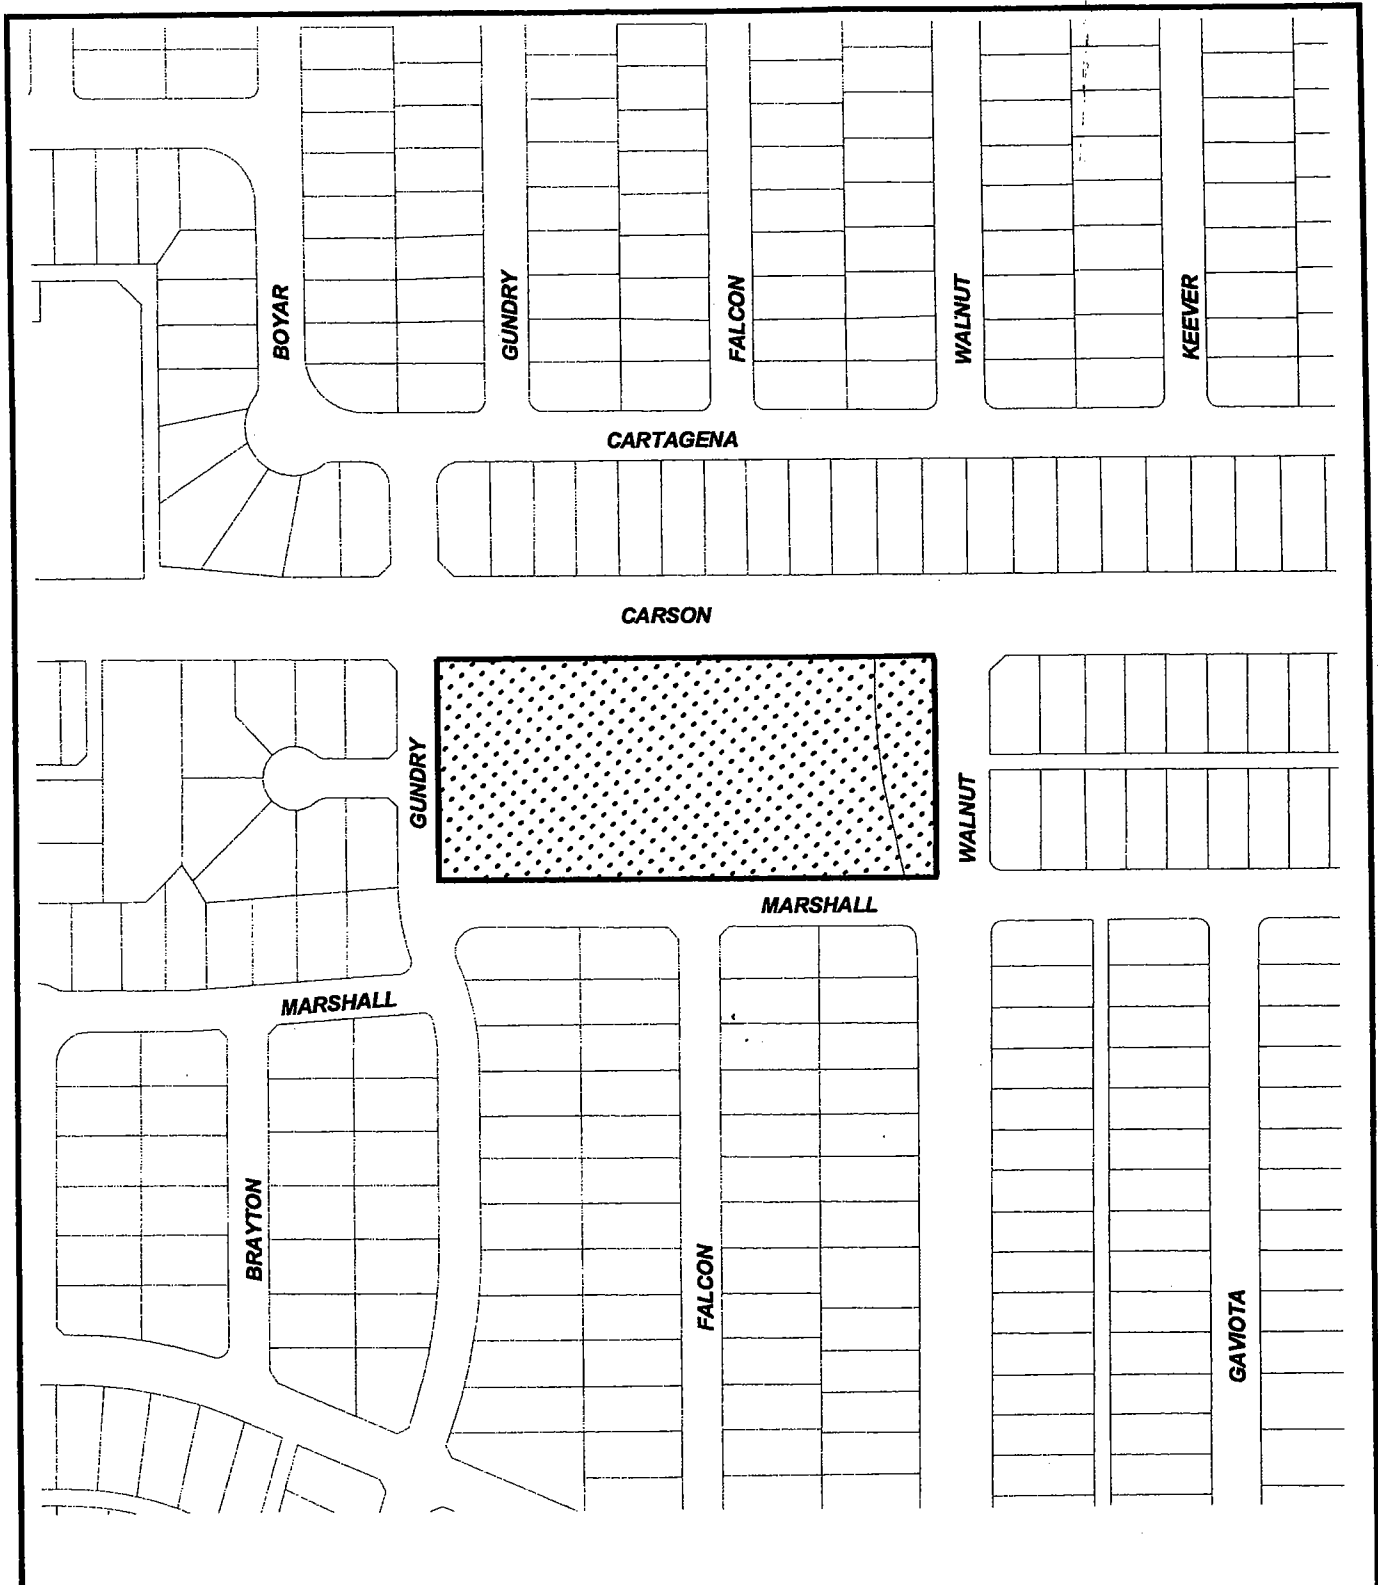 BOYAR
GUNDRY
FALCON
WALNUT
KEEVER
CARTAGENA
CARSON
GUNDRY
WALNUT
MARSHALL
MARSHALL
BRAYTON
FALCON
GAVIOTA